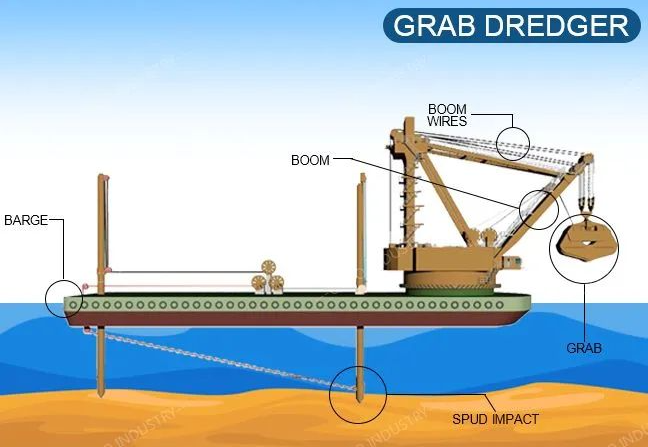 GRAB DREDGER
BOOM
WIRES
BOOM
BARGE
GRAB
SPUD IMPACT